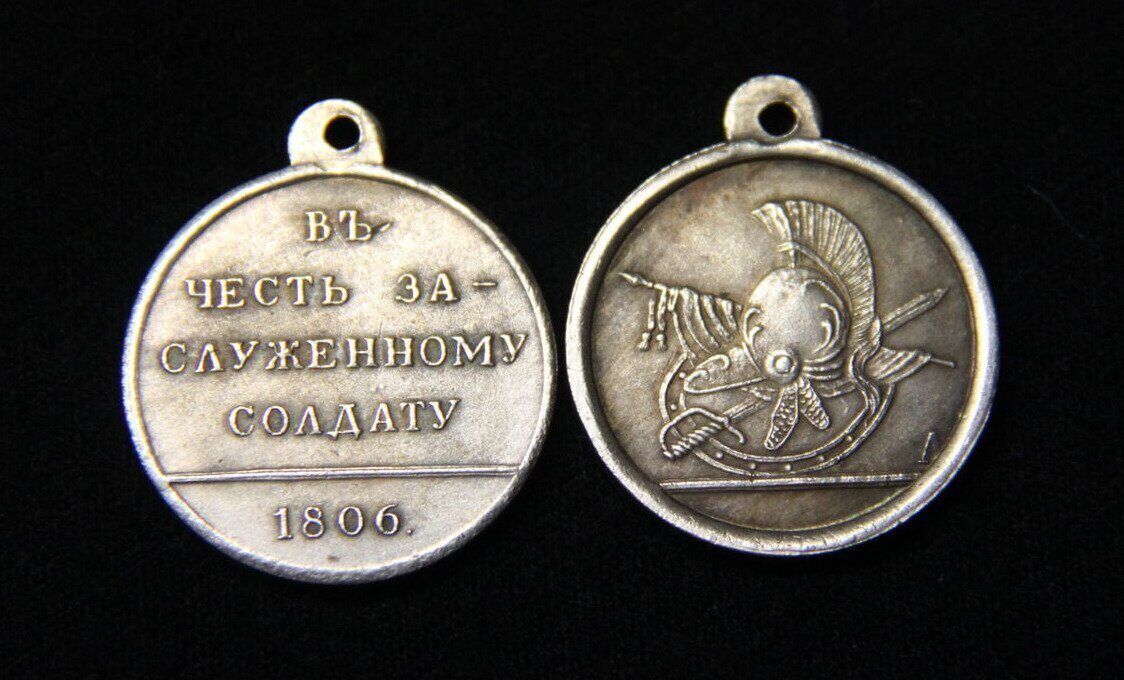 ВЪ
ЧЕСТЬ ЗА-
СЛУЖЕННОМУ
СОЛДАТУ
1806.